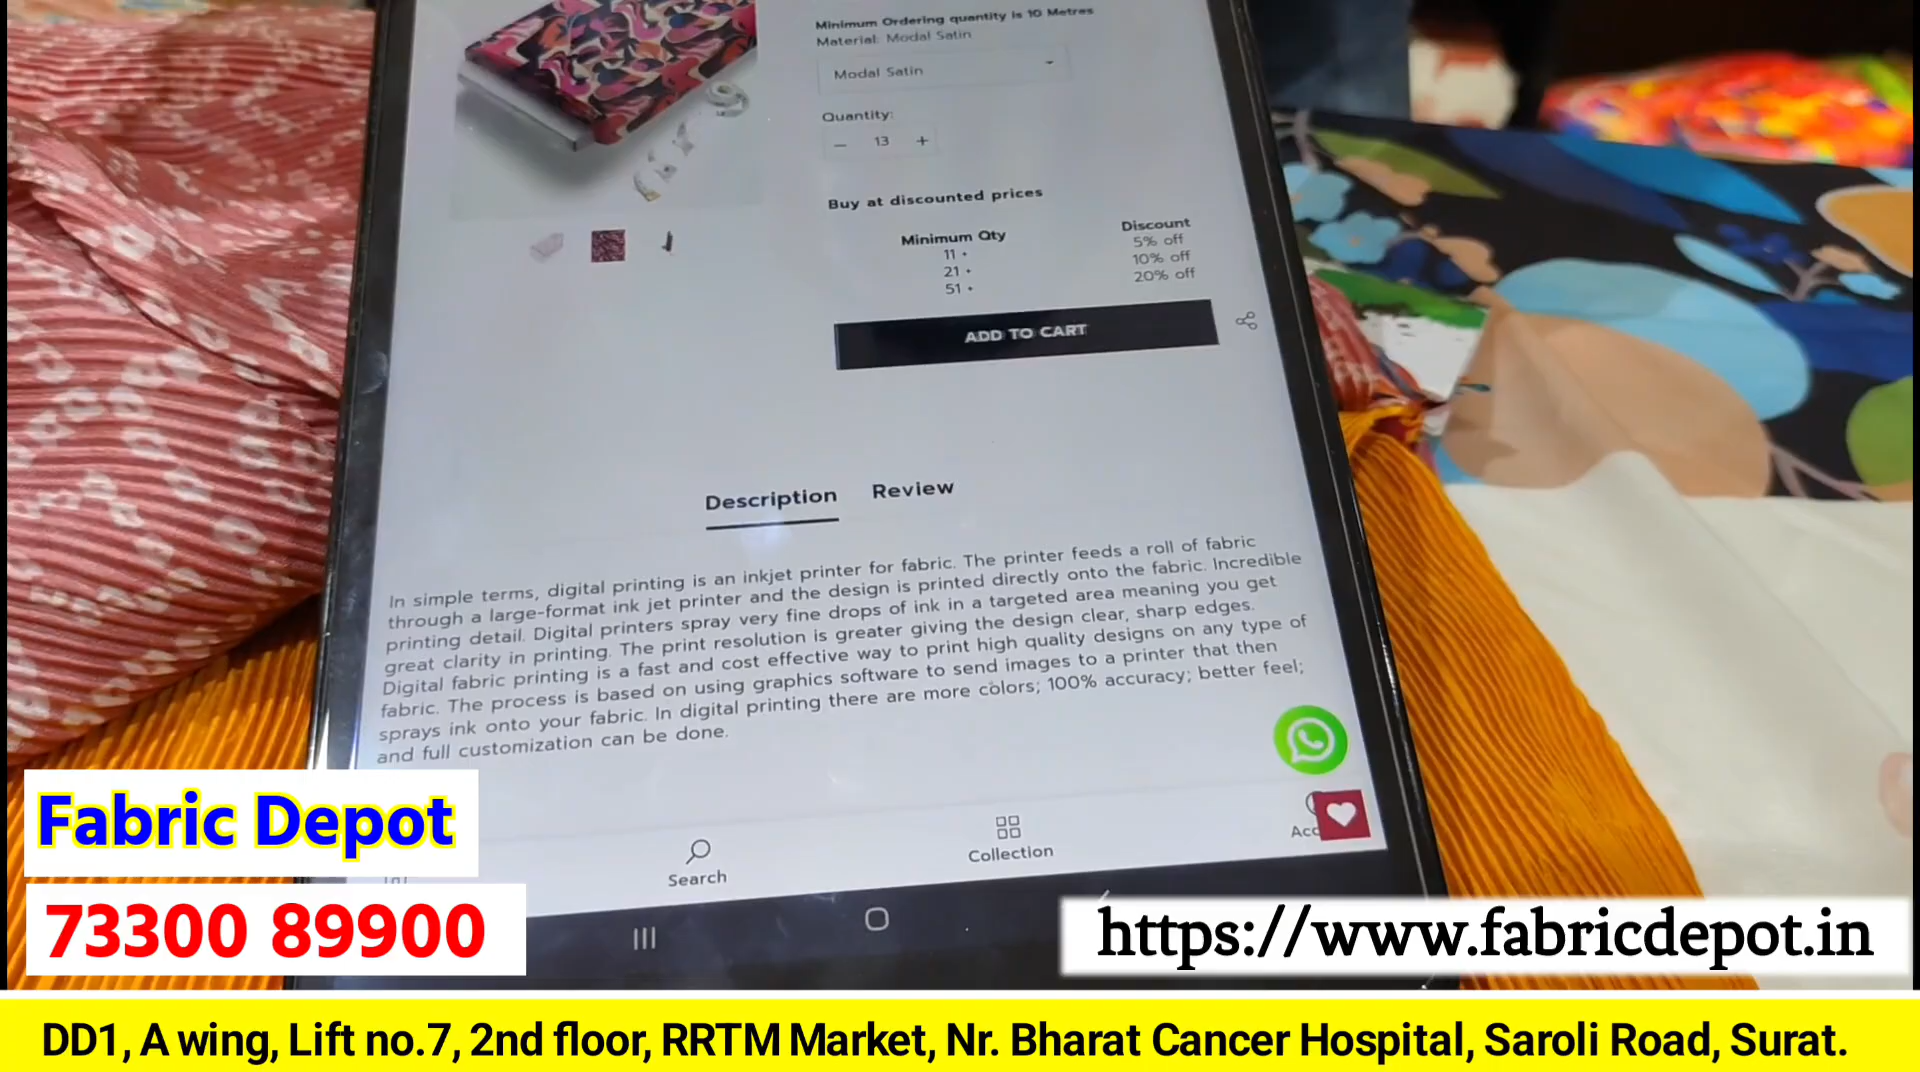 Minimum Ordering quantity is 10 Metres
Material: Modal Satin
Modal Satin
Quantity:
– 13 +
Buy at discounted prices
Minimum Qty Discount
11 + 5% off
21 + 10% off
51 + 20% off
ADD TO CART
Description Review
In simple terms, digital printing is an inkjet printer for fabric. The printer feeds a roll of fabric
through a large-format ink jet printer and the design is printed directly onto the fabric. Incredible
printing detail. Digital printers spray very fine drops of ink in a targeted area meaning you get
great clarity in printing. The print resolution is greater giving the design clear, sharp edges.
Digital fabric printing is a fast and cost effective way to print high quality designs on any type of
fabric. The process is based on using graphics software to send images to a printer that then
sprays ink onto your fabric. In digital printing there are more colors; 100% accuracy; better feel;
and full customization can be done.
Search
Collection
Fabric Depot
73300 89900
https://www.fabricdepot.in
DD1, A wing, Lift no.7, 2nd floor, RRTM Market, Nr. Bharat Cancer Hospital, Saroli Road, Surat.